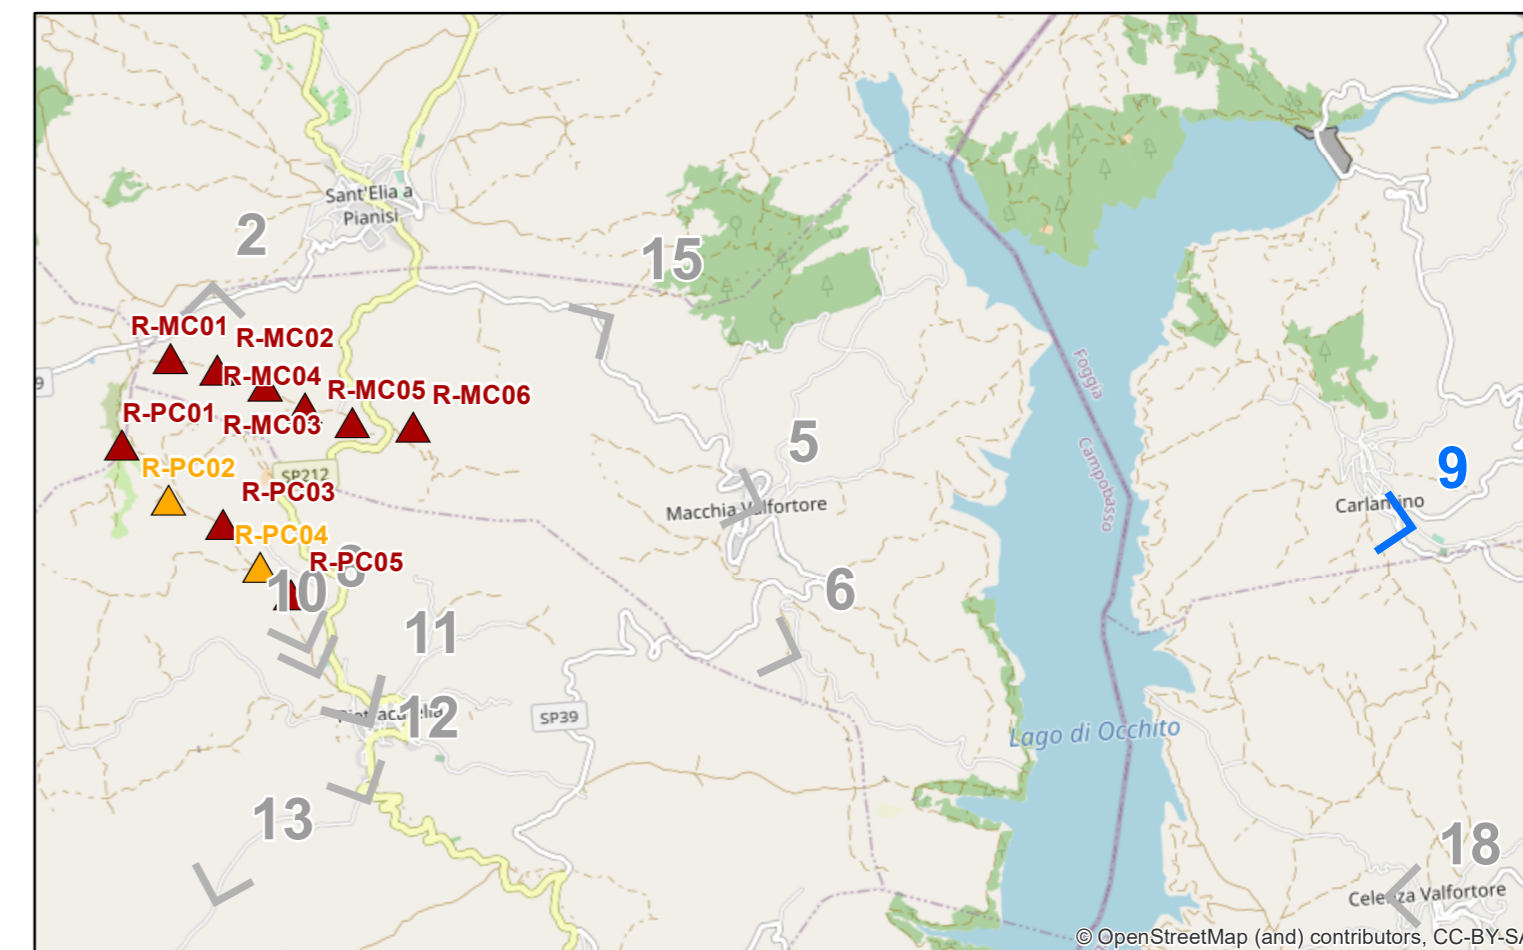 Sant'Elia a
Pianisi
2
15
R-MC01
R-MC02
R-MC04
R-MC05
R-MC06
9
R-PC01
R-MC03
Foggia
5
R-PC02
SP212
9
R-PC03
Macchia Valfortore
Campobasso
Carlantino
R-PC04
R-PC05
10
8
6
11
12
SP39
Lago di Occhito
13
18
Celenza Valfortore
© OpenStreetMap (and) contributors, CC-BY-SA